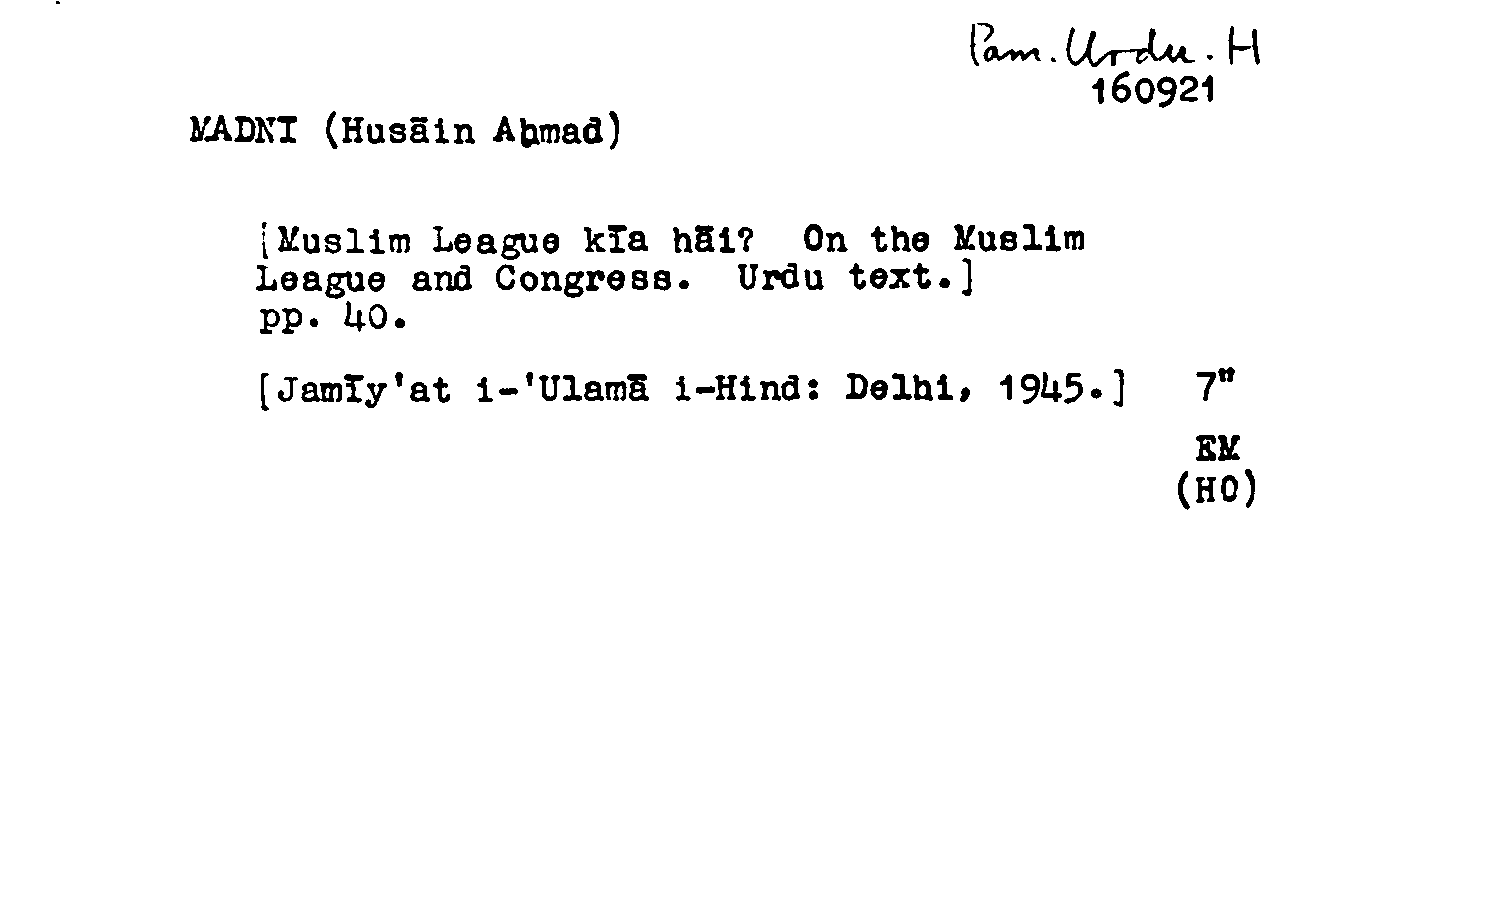 Pam. Urdu. H
160921
MADNI (Husāin Aḥmad)
[Muslim League kīa hāi? On the Muslim
League and Congress. Urdu text.]
pp. 40.
[Jamīy'at i-'Ulamā i-Hind: Delhi, 1945.] 7"
EM
(HO)